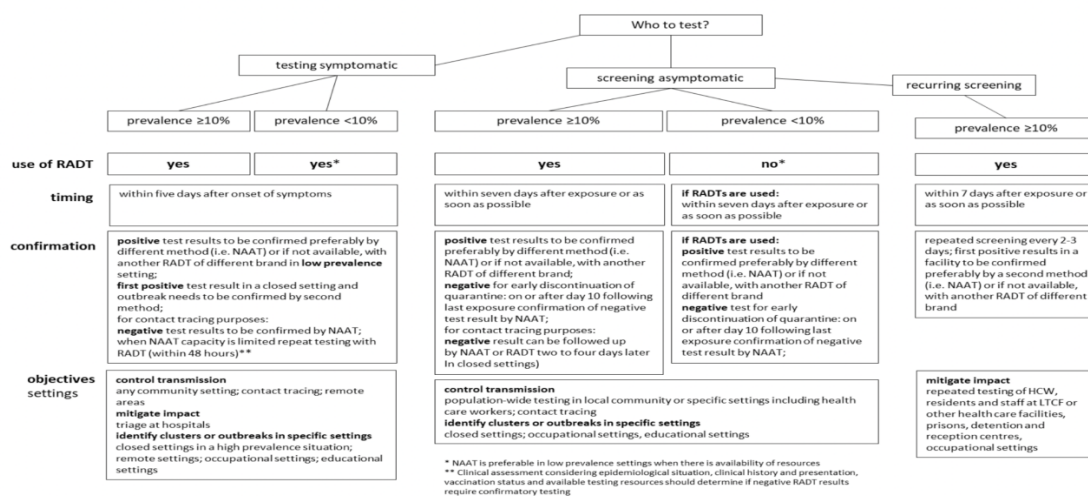 Who to test?
testing symptomatic
screening asymptomatic
recurring screening
prevalence ≥10%
prevalence <10%
prevalence ≥10%
prevalence <10%
prevalence ≥10%
use of RADT
yes
yes*
yes
no*
yes
timing
within five days after onset of symptoms
within seven days after exposure or as
soon as possible
if RADTs are used:
within seven days after exposure or
as soon as possible
within 7 days after exposure or
as soon as possible
confirmation
positive test results to be confirmed preferably by
different method (i.e. NAAT) or if not available, with
another RADT of different brand in low prevalence
setting;
first positive test result in a closed setting and
outbreak needs to be confirmed by second
method;
for contact tracing purposes:
negative test results to be confirmed by NAAT;
when NAAT capacity is limited repeat testing with
RADT (within 48 hours)**
positive test results to be confirmed
preferably by different method (i.e.
NAAT) or if not available, with another
RADT of different brand;
negative for early discontinuation of
quarantine: on or after day 10 following
last exposure confirmation of negative
test result by NAAT;
for contact tracing purposes:
negative result can be followed up
by NAAT or RADT two to four days later
In closed settings)
if RADTs are used:
positive test results to be
confirmed preferably by different
method (i.e. NAAT) or if not
available, with another RADT of
different brand
negative test for early
discontinuation of quarantine: on
or after day 10 following last
exposure confirmation of negative
test result by NAAT;
repeated screening every 2-3
days; first positive results in a
facility to be confirmed
preferably by a second method
(i.e. NAAT) or if not available,
with another RADT of different
brand
objectives
settings
control transmission
any community setting; contact tracing; remote
areas
mitigate impact
triage at hospitals
identify clusters or outbreaks in specific settings
closed settings in a high prevalence situation;
remote settings; occupational settings; educational
settings
control transmission
population-wide testing in local community or specific settings including health
care workers; contact tracing
identify clusters or outbreaks in specific settings
closed settings; occupational settings, educational settings
mitigate impact
repeated testing of HCW,
residents and staff at LTCF or
other health care facilities,
prisons, detention and
reception centres,
occupational settings
* NAAT is preferable in low prevalence settings when there is availability of resources
** Clinical assessment considering epidemiological situation, clinical history and presentation,
vaccination status and available testing resources should determine if negative RADT results
require confirmatory testing